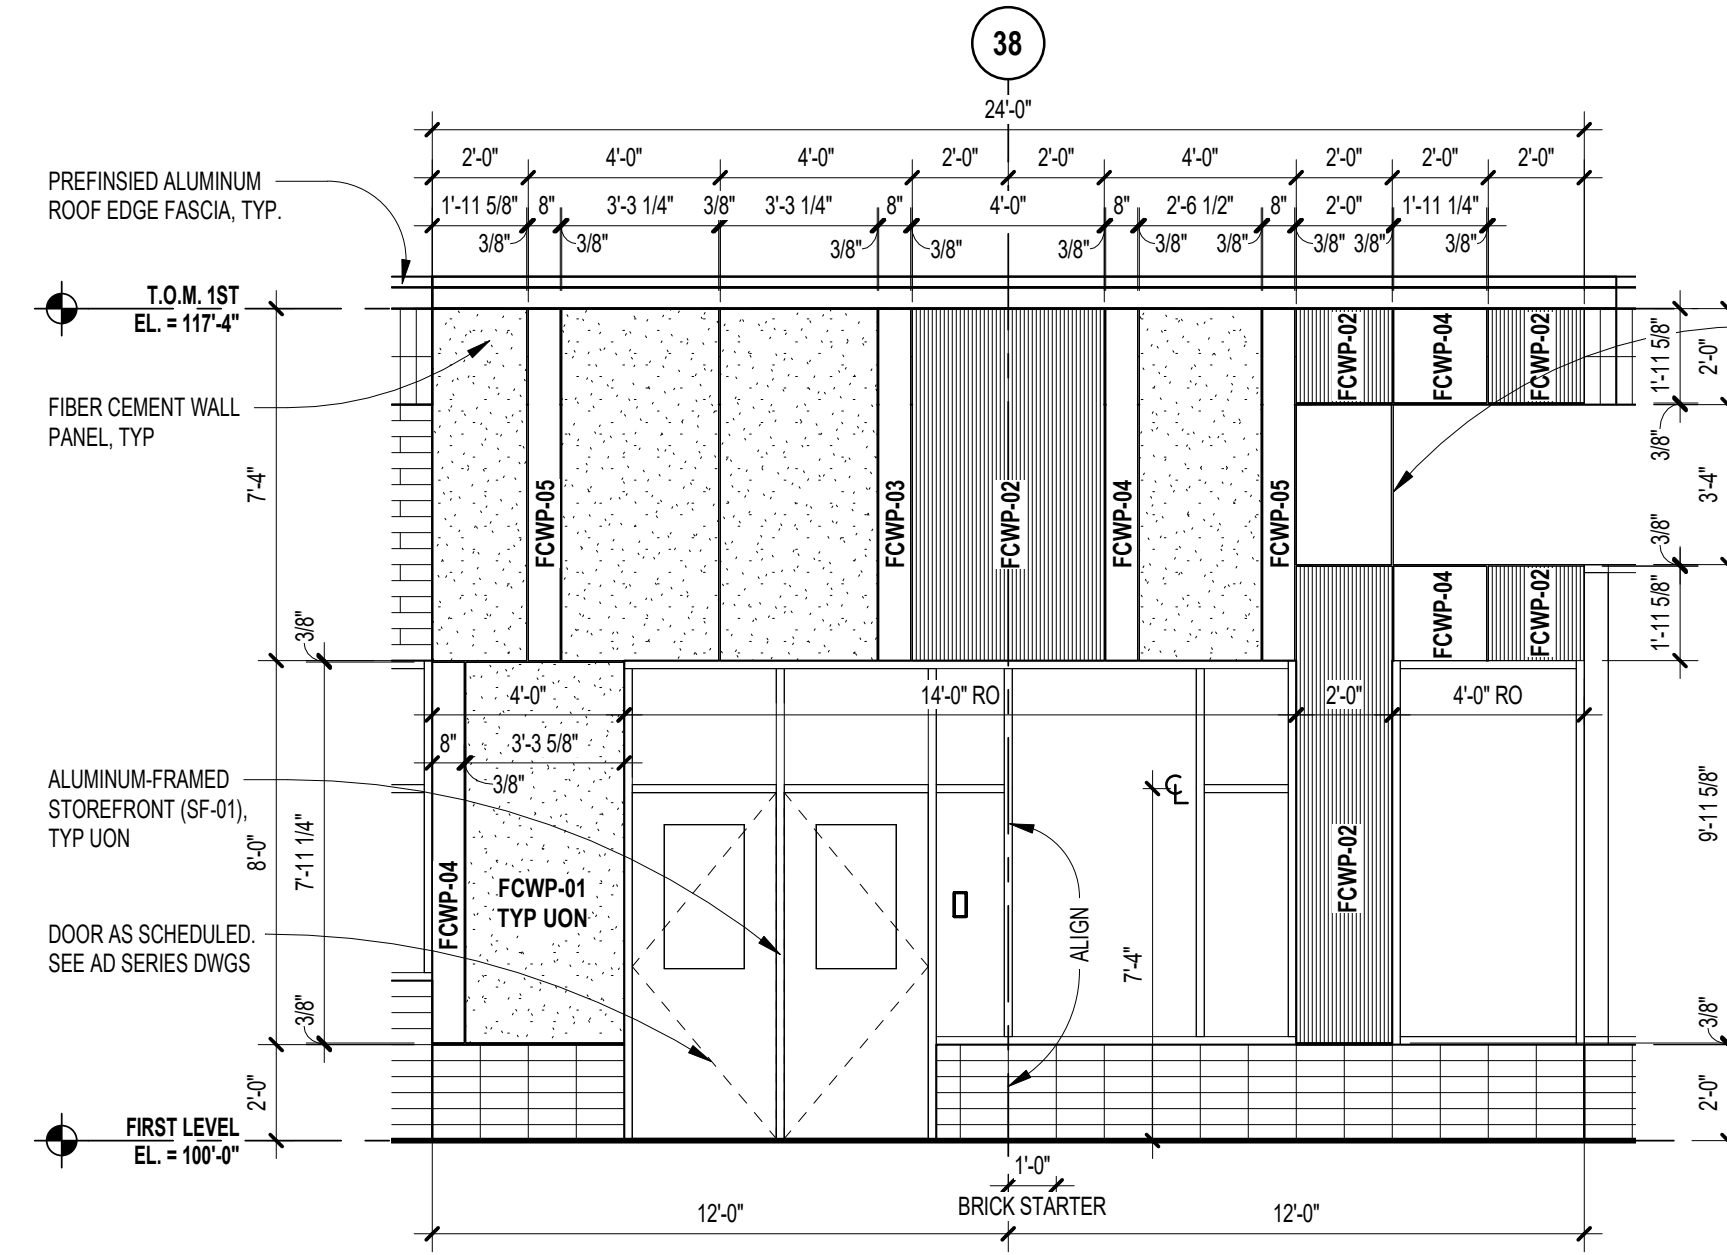 38
24'-0"
2'-0" 4'-0" 4'-0" 2'-0" 2'-0" 4'-0" 2'-0" 2'-0" 2'-0"
1'-11 5/8" 8" 3'-3 1/4" 3/8" 3'-3 1/4" 8" 4'-0" 8" 2'-6 1/2" 8" 2'-0" 1'-11 1/4"
3/8" 3/8" 3/8" 3/8" 3/8" 3/8" 3/8" 3/8" 3/8" 3/8"
PREFINSIED ALUMINUM
ROOF EDGE FASCIA, TYP.
T.O.M. 1ST
EL. = 117'-4"
FIBER CEMENT WALL
PANEL, TYP
7'-4"
3/8"
FCWP-05
FCWP-03
FCWP-02
FCWP-04
FCWP-05
FCWP-02
FCWP-04
FCWP-02
1'-11 5/8"
2'-0"
3/8"
3'-4"
3/8"
FCWP-04
FCWP-02
1'-11 5/8"
4'-0" 14'-0" RO 2'-0" 4'-0" RO
8" 3'-3 5/8"
3/8"
CL
ALUMINUM-FRAMED
STOREFRONT (SF-01),
TYP UON
8'-0"
7'-11 1/4"
FCWP-04
FCWP-01
TYP UON
FCWP-02
9'-11 5/8"
DOOR AS SCHEDULED.
SEE AD SERIES DWGS
ALIGN
7'-4"
3/8"
3/8"
2'-0"
2'-0"
FIRST LEVEL
EL. = 100'-0"
1'-0"
BRICK STARTER
12'-0" 12'-0"